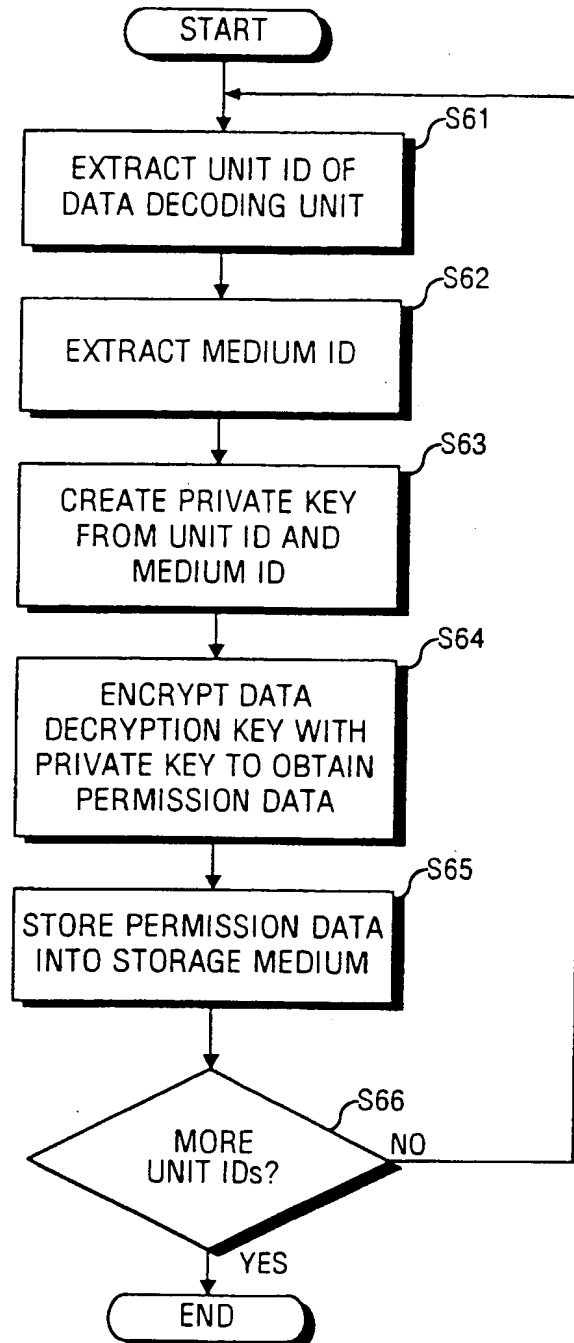 START
S61
EXTRACT UNIT ID OF
DATA DECODING UNIT
S62
EXTRACT MEDIUM ID
S63
CREATE PRIVATE KEY
FROM UNIT ID AND
MEDIUM ID
S64
ENCRYPT DATA
DECRYPTION KEY WITH
PRIVATE KEY TO OBTAIN
PERMISSION DATA
S65
STORE PERMISSION DATA
INTO STORAGE MEDIUM
S66
MORE
UNIT IDs?
NO
YES
END